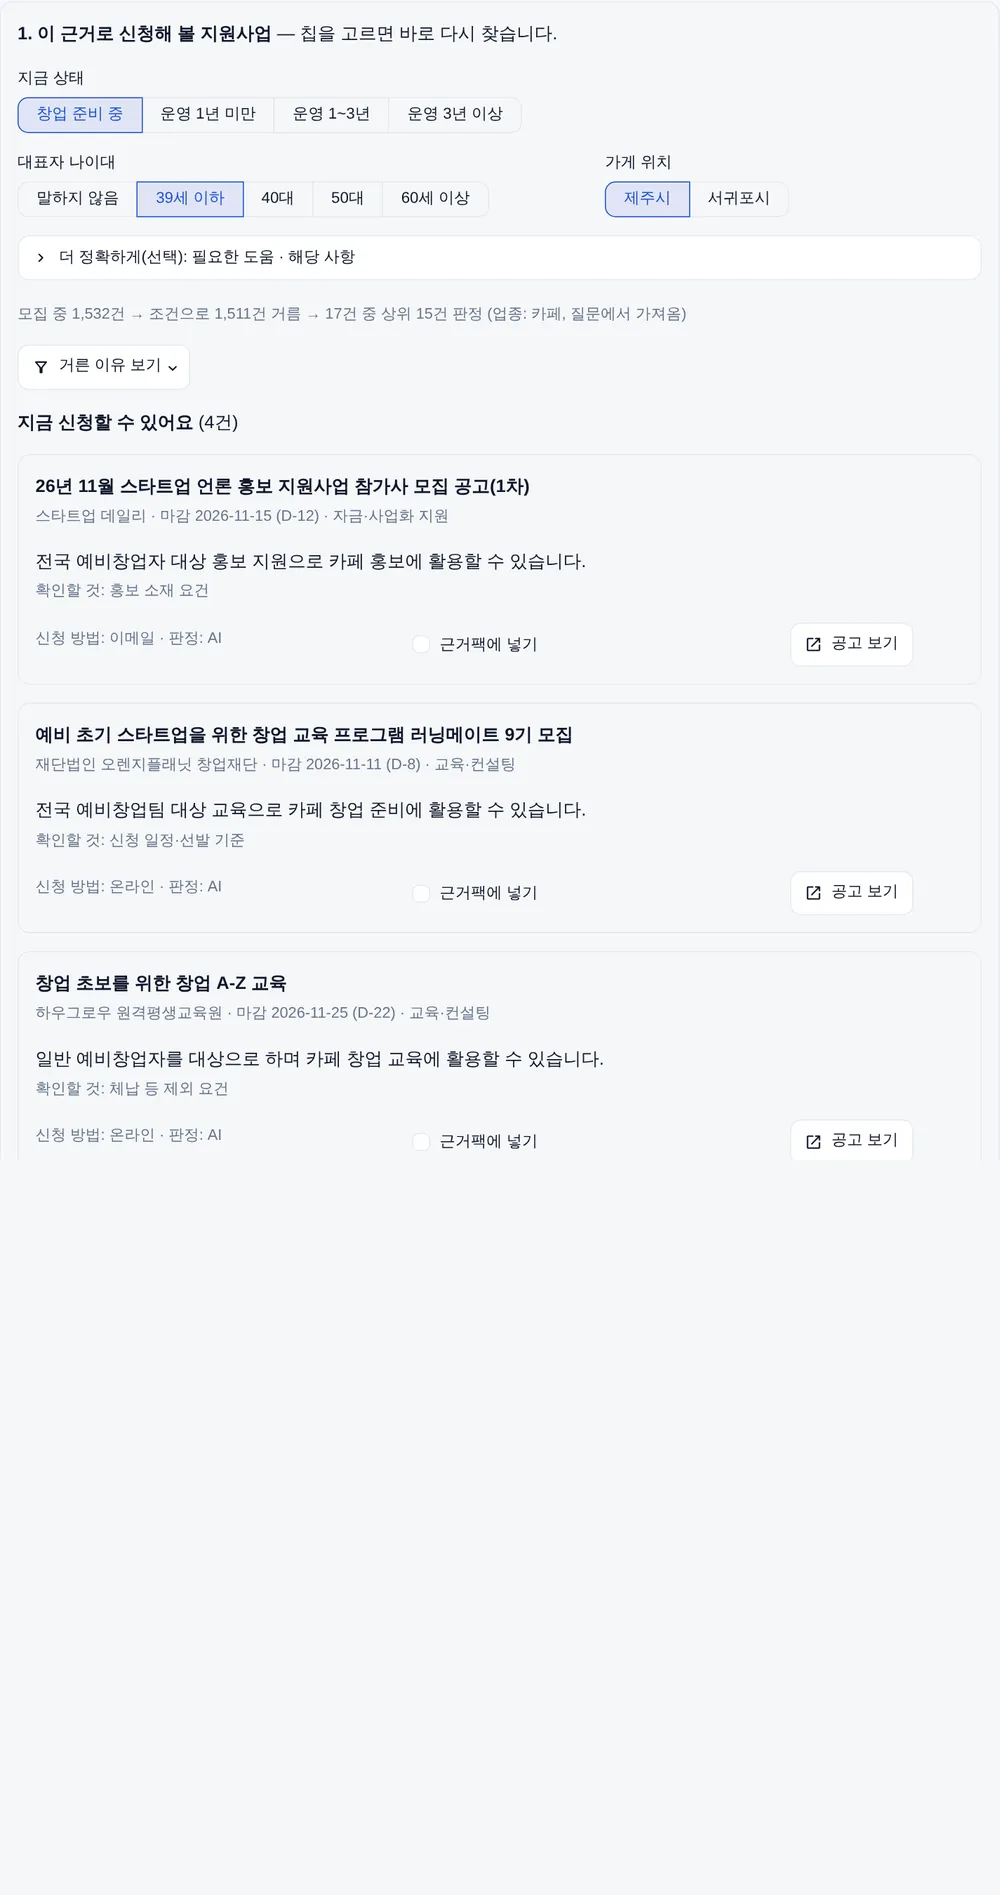 1. 이 근거로 신청해 볼 지원사업 — 칩을 고르면 바로 다시 찾습니다.
지금 상태
창업 준비 중 운영 1년 미만 운영 1~3년 운영 3년 이상
대표자 나이대 가게 위치
말하지 않음 39세 이하 40대 50대 60세 이상 제주시 서귀포시
더 정확하게(선택): 필요한 도움 · 해당 사항
모집 중 1,532건 → 조건으로 1,511건 거름 → 17건 중 상위 15건 판정 (업종: 카페, 질문에서 가져옴)
거른 이유 보기
지금 신청할 수 있어요 (4건)
26년 11월 스타트업 언론 홍보 지원사업 참가사 모집 공고(1차)
스타트업 데일리 · 마감 2026-11-15 (D-12) · 자금·사업화 지원
전국 예비창업자 대상 홍보 지원으로 카페 홍보에 활용할 수 있습니다.
확인할 것: 홍보 소재 요건
신청 방법: 이메일 · 판정: AI 근거팩에 넣기 공고 보기
예비 초기 스타트업을 위한 창업 교육 프로그램 러닝메이트 9기 모집
재단법인 오렌지플래닛 창업재단 · 마감 2026-11-11 (D-8) · 교육·컨설팅
전국 예비창업팀 대상 교육으로 카페 창업 준비에 활용할 수 있습니다.
확인할 것: 신청 일정·선발 기준
신청 방법: 온라인 · 판정: AI 근거팩에 넣기 공고 보기
창업 초보를 위한 창업 A-Z 교육
하우그로우 원격평생교육원 · 마감 2026-11-25 (D-22) · 교육·컨설팅
일반 예비창업자를 대상으로 하며 카페 창업 교육에 활용할 수 있습니다.
확인할 것: 체납 등 제외 요건
신청 방법: 온라인 · 판정: AI 근거팩에 넣기 공고 보기